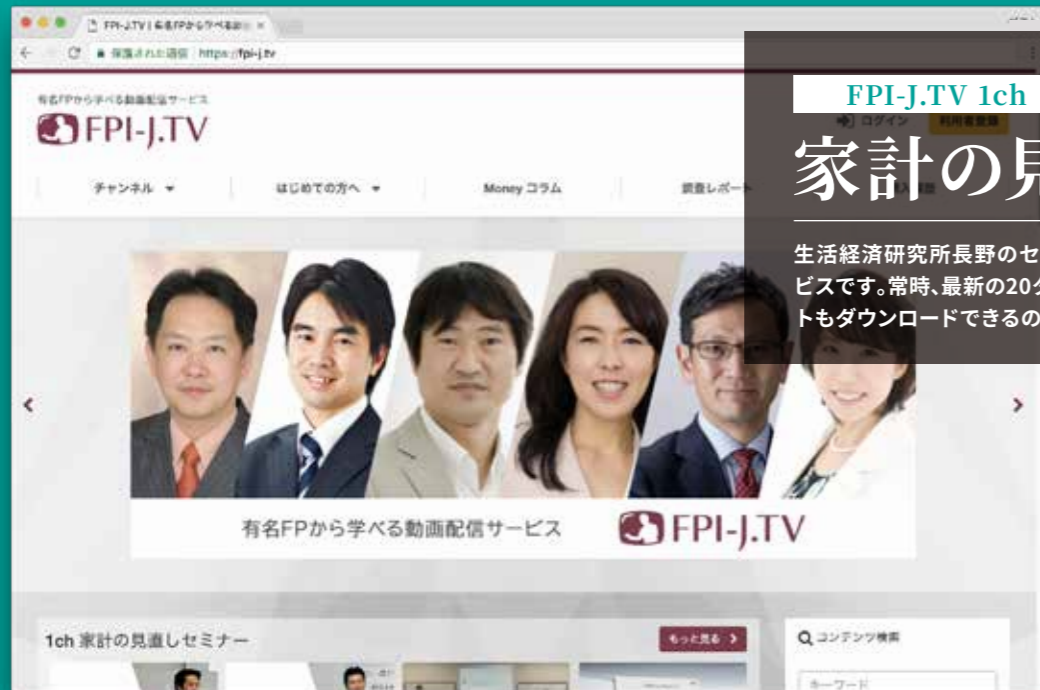 FPI-J.TV | 有名FPから学べる動画
保護された通信 https://fpi-j.tv
有名FPから学べる動画配信サービス
FPI-J.TV
ログイン
利用者登録
チャンネル
はじめての方へ
Money コラム
調査レポート
FPI-J.TV 1ch
家計の見
生活経済研究所長野のセ
ビスです。常時、最新の20分
トもダウンロードできるの
有名FPから学べる動画配信サービス
FPI-J.TV
1ch 家計の見直しセミナー
もっと見る
コンテンツ検索
キーワード